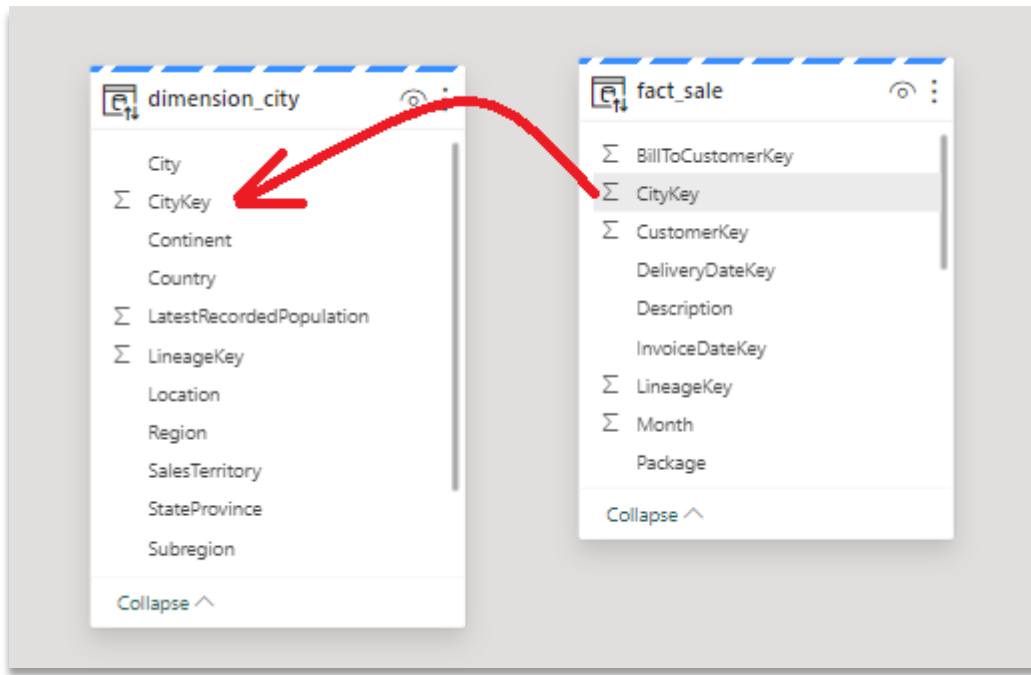 dimension_city
City
Σ CityKey
Continent
Country
Σ LatestRecordedPopulation
Σ LineageKey
Location
Region
SalesTerritory
StateProvince
Subregion
Collapse
fact_sale
Σ BillToCustomerKey
Σ CityKey
Σ CustomerKey
DeliveryDateKey
Description
InvoiceDateKey
Σ LineageKey
Σ Month
Package
Collapse